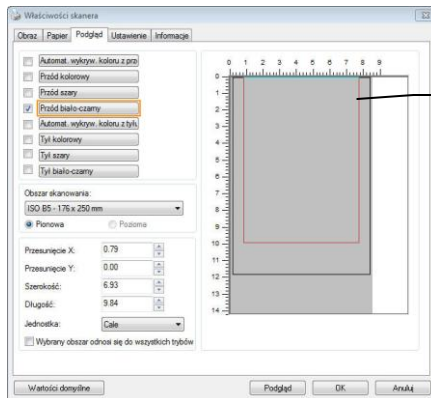 Właściwości skanera
Obraz Papier Podgląd Ustawienie Informacje
Automat. wykryw. koloru z prze
Przód kolorowy
Przód szary
Przód biało-czarny
Automat. wykryw. koloru z tyłu
Tył kolorowy
Tył szary
Tył biało-czarny
Obszar skanowania:
ISO B5 - 176 x 250 mm
Pionowa Pozioma
Przesunięcie X: 0.79
Przesunięcie Y: 0.00
Szerokość: 6.93
Długość: 9.84
Jednostka: Cale
Wybrany obszar odnosi się do wszystkich trybów
0 1 2 3 4 5 6 7 8 9
0
1
2
3
4
5
6
7
8
9
10
11
12
13
14
Wartości domyślne Podgląd OK Anuluj